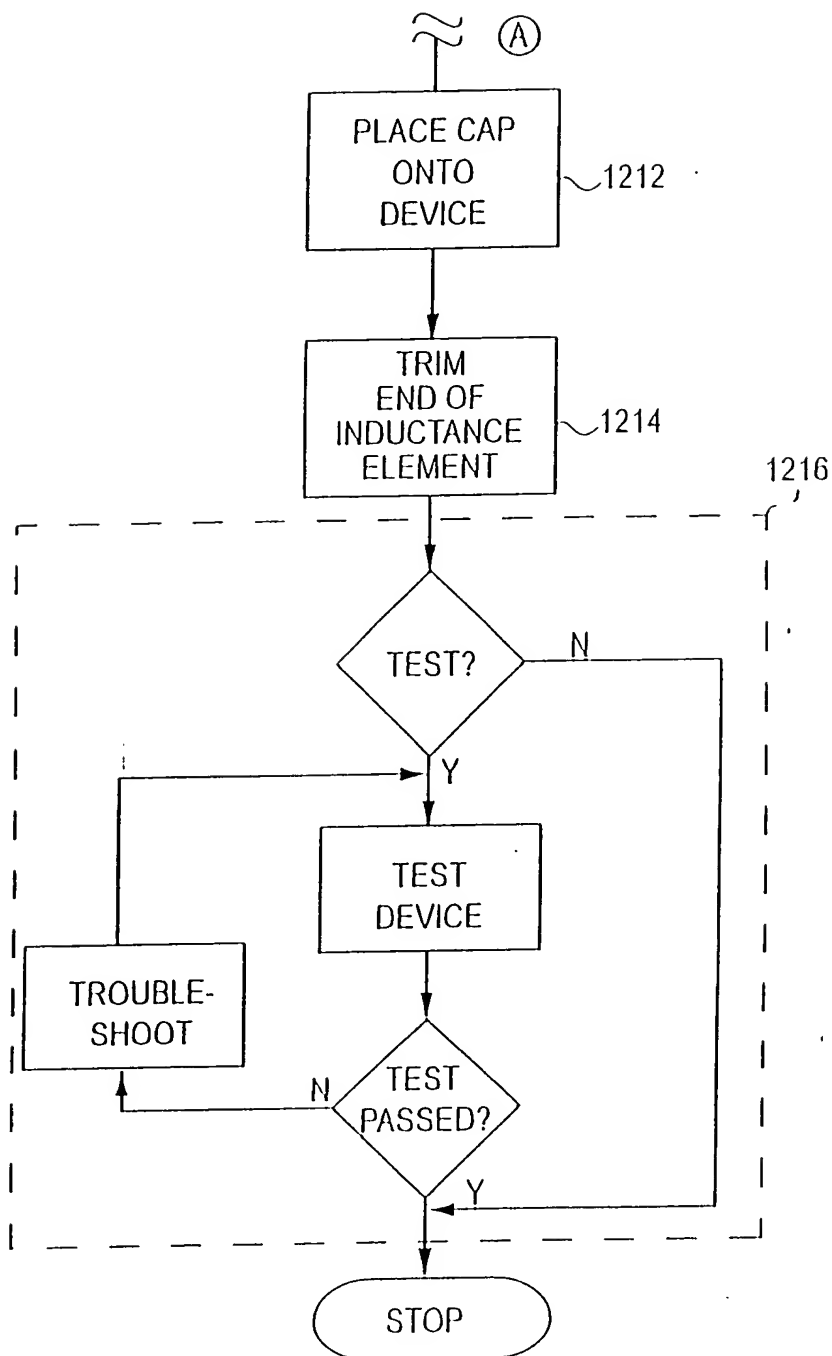 A
PLACE CAP
ONTO
DEVICE
1212
TRIM
END OF
INDUCTANCE
ELEMENT
1214
1216
TEST?
N
Y
TEST
DEVICE
TROUBLE-
SHOOT
N
TEST
PASSED?
Y
STOP